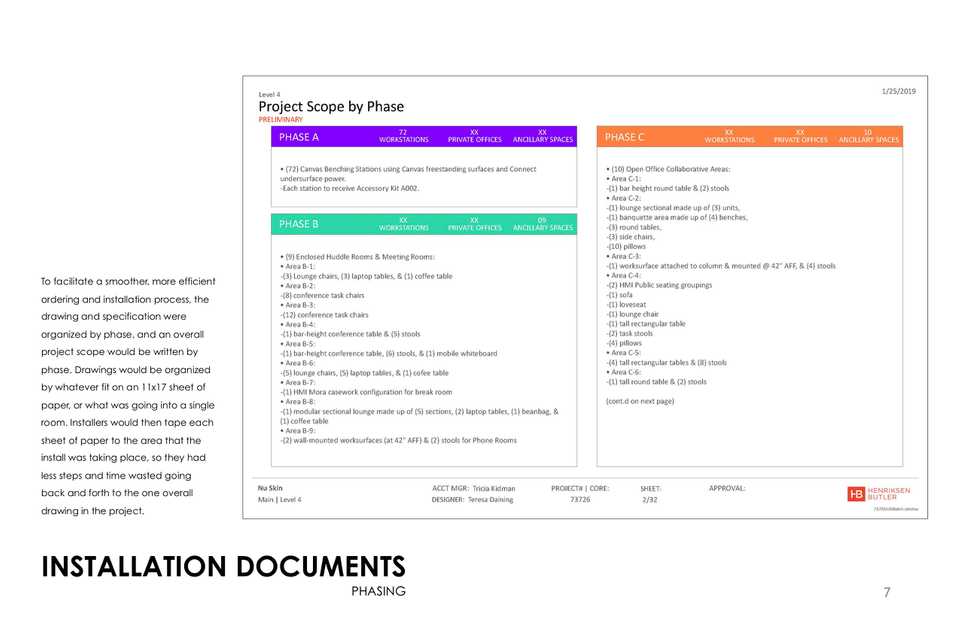 Level 4
Project Scope by Phase
PRELIMINARY
1/25/2019
PHASE A
72
WORKSTATIONS
XX
PRIVATE OFFICES
XX
ANCILLARY SPACES
• (72) Canvas Benching Stations using Canvas freestanding surfaces and Connect
undersurface power.
-Each station to receive Accessory Kit A002.
PHASE B
XX
WORKSTATIONS
XX
PRIVATE OFFICES
09
ANCILLARY SPACES
• (9) Enclosed Huddle Rooms & Meeting Rooms:
• Area B-1:
-(3) Lounge chairs, (3) laptop tables, & (1) coffee table
• Area B-2:
-(8) conference task chairs
• Area B-3:
-(12) conference task chairs
• Area B-4:
-(1) bar-height conference table & (5) stools
• Area B-5:
-(1) bar-height conference table, (6) stools, & (1) mobile whiteboard
• Area B-6:
-(5) lounge chairs, (5) laptop tables, & (1) cofee table
• Area B-7:
-(1) HMI Mora casework configuration for break room
• Area B-8:
-(1) modular sectional lounge made up of (5) sections, (2) laptop tables, (1) beanbag, &
(1) coffee table
• Area B-9:
-(2) wall-mounted worksurfaces (at 42" AFF) & (2) stools for Phone Rooms
PHASE C
XX
WORKSTATIONS
XX
PRIVATE OFFICES
10
ANCILLARY SPACES
• (10) Open Office Collaborative Areas:
• Area C-1:
-(1) bar height round table & (2) stools
• Area C-2:
-(1) lounge sectional made up of (3) units,
-(1) banquette area made up of (4) benches,
-(3) round tables,
-(3) side chairs,
-(10) pillows
• Area C-3:
-(1) worksurface attached to column & mounted @ 42" AFF, & (4) stools
• Area C-4:
-(2) HMI Public seating groupings
-(1) sofa
-(1) loveseat
-(1) lounge chair
-(1) tall rectangular table
-(2) task stools
-(4) pillows
• Area C-5:
-(4) tall rectangular tables & (8) stools
• Area C-6:
-(1) tall round table & (2) stools
(cont.d on next page)
Nu Skin
Main | Level 4
ACCT MGR: Tricia Kidman
DESIGNER: Teresa Daining
PROJECT# | CORE:
73726
SHEET:
2/32
APPROVAL:
HB HENRIKSEN
BUTLER
To facilitate a smoother, more efficient
ordering and installation process, the
drawing and specification were
organized by phase, and an overall
project scope would be written by
phase. Drawings would be organized
by whatever fit on an 11x17 sheet of
paper, or what was going into a single
room. Installers would then tape each
sheet of paper to the area that the
install was taking place, so they had
less steps and time wasted going
back and forth to the one overall
drawing in the project.
INSTALLATION DOCUMENTS
PHASING
7